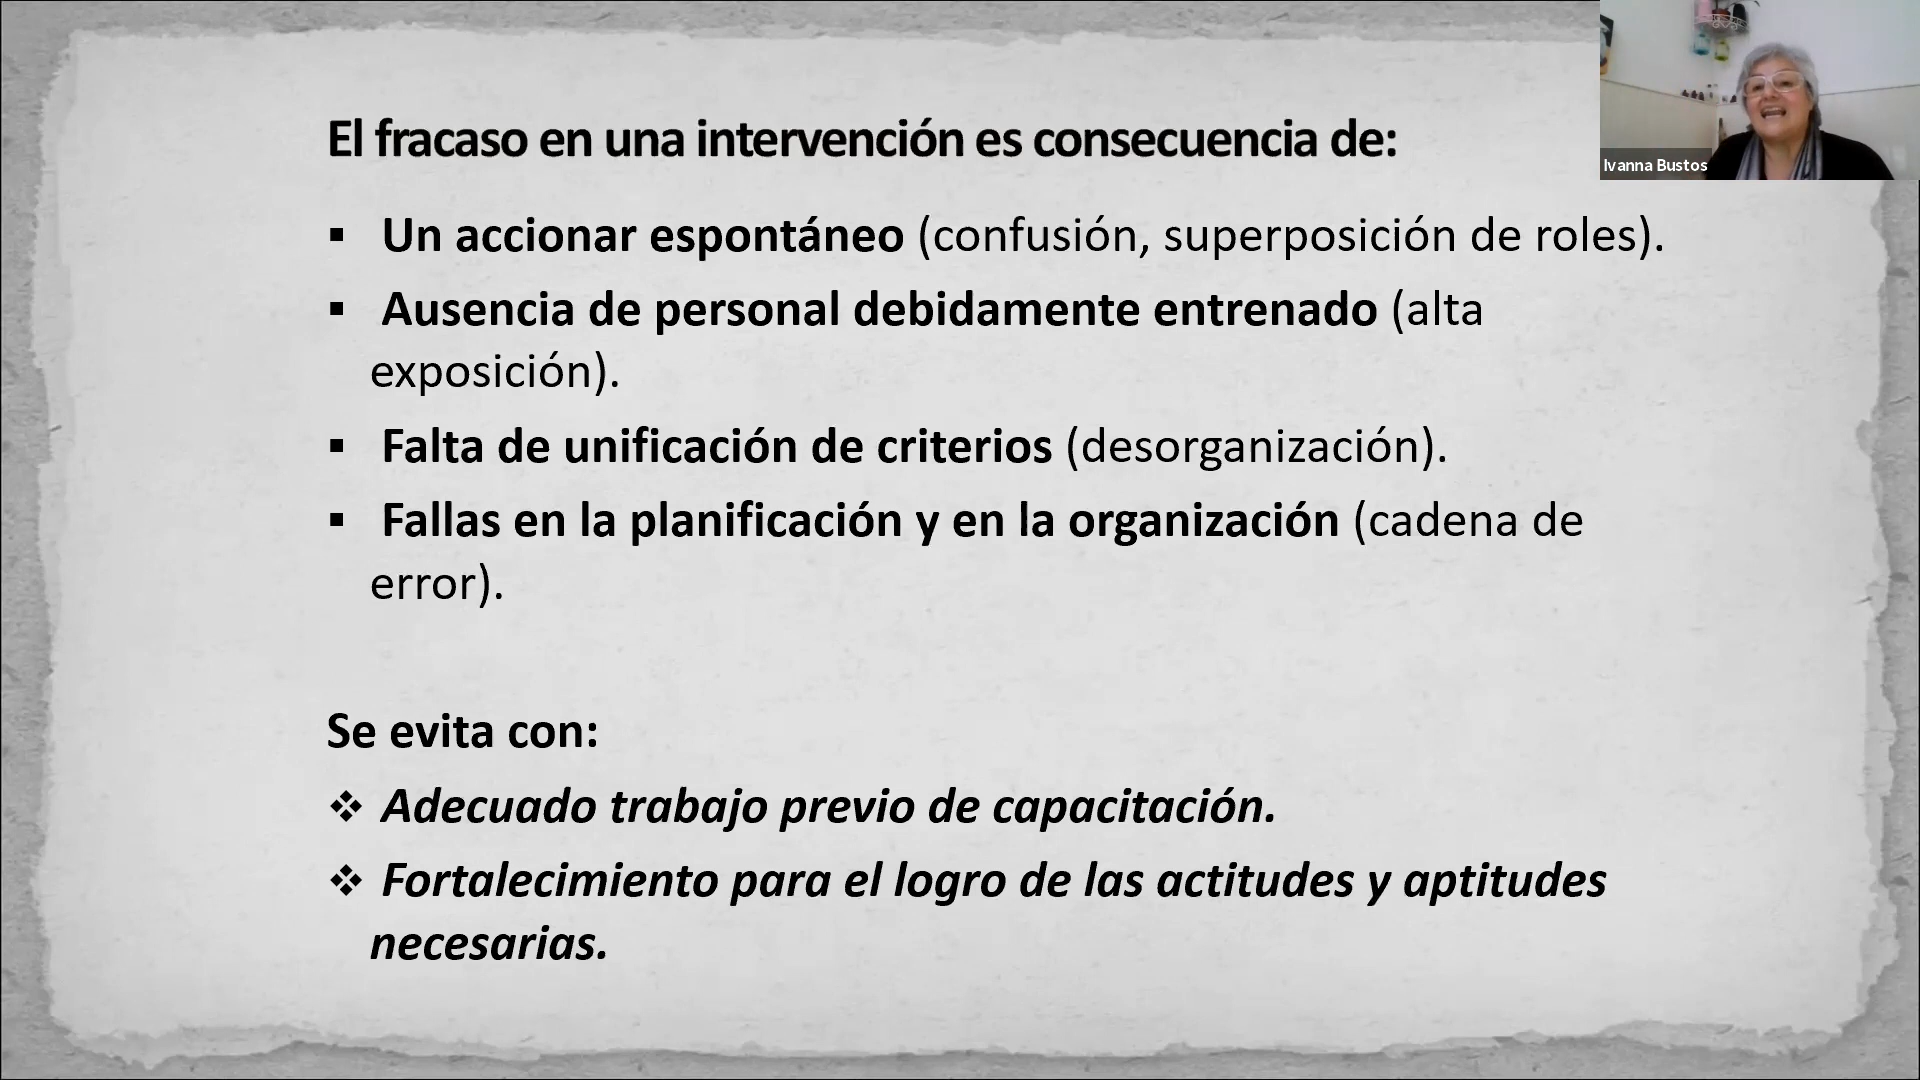 El fracaso en una intervención es consecuencia de:
Ivanna Bustos
▪ Un accionar espontáneo (confusión, superposición de roles).
▪ Ausencia de personal debidamente entrenado (alta
exposición).
▪ Falta de unificación de criterios (desorganización).
▪ Fallas en la planificación y en la organización (cadena de
error).
Se evita con:
❖ Adecuado trabajo previo de capacitación.
❖ Fortalecimiento para el logro de las actitudes y aptitudes
necesarias.